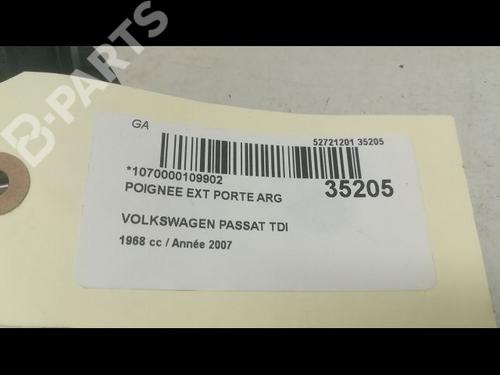 B-PARTS
GA
52721201 35205
*1070000109902
POIGNEE EXT PORTE ARG
35205
VOLKSWAGEN PASSAT TDI
1968 cc / Année 2007